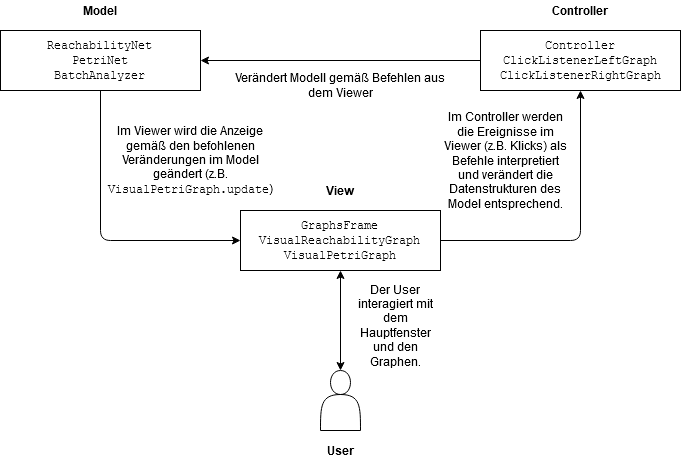 Model
Controller
ReachabilityNet
PetriNet
BatchAnalyzer
Controller
ClickListenerLeftGraph
ClickListenerRightGraph
Verändert Modell gemäß Befehlen aus
dem Viewer
Im Viewer wird die Anzeige
gemäß den befohlenen
Veränderungen im Model
geändert (z.B.
VisualPetriGraph.update)
Im Controller werden
die Ereignisse im
Viewer (z.B. Klicks) als
Befehle interpretiert
und verändert die
Datenstrukturen des
Model entsprechend.
View
GraphsFrame
VisualReachabilityGraph
VisualPetriGraph
Der User
interagiert mit
dem
Hauptfenster
und den
Graphen.
User